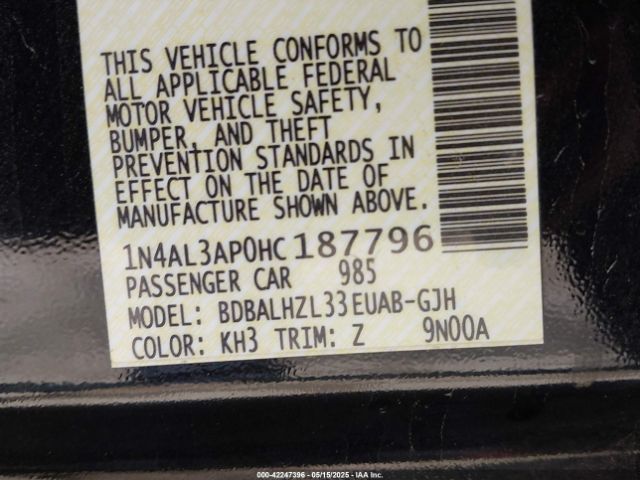 THIS VEHICLE CONFORMS TO
ALL APPLICABLE FEDERAL
MOTOR VEHICLE SAFETY,
BUMPER, AND THEFT
PREVENTION STANDARDS IN
EFFECT ON THE DATE OF
MANUFACTURE SHOWN ABOVE.
1N4AL3AP0HC187796
PASSENGER CAR 985
MODEL: BDBALHZL33EUAB-GJH
COLOR: KH3 TRIM: Z 9N00A
000-42247396 - 05/15/2025 - IAA Inc.